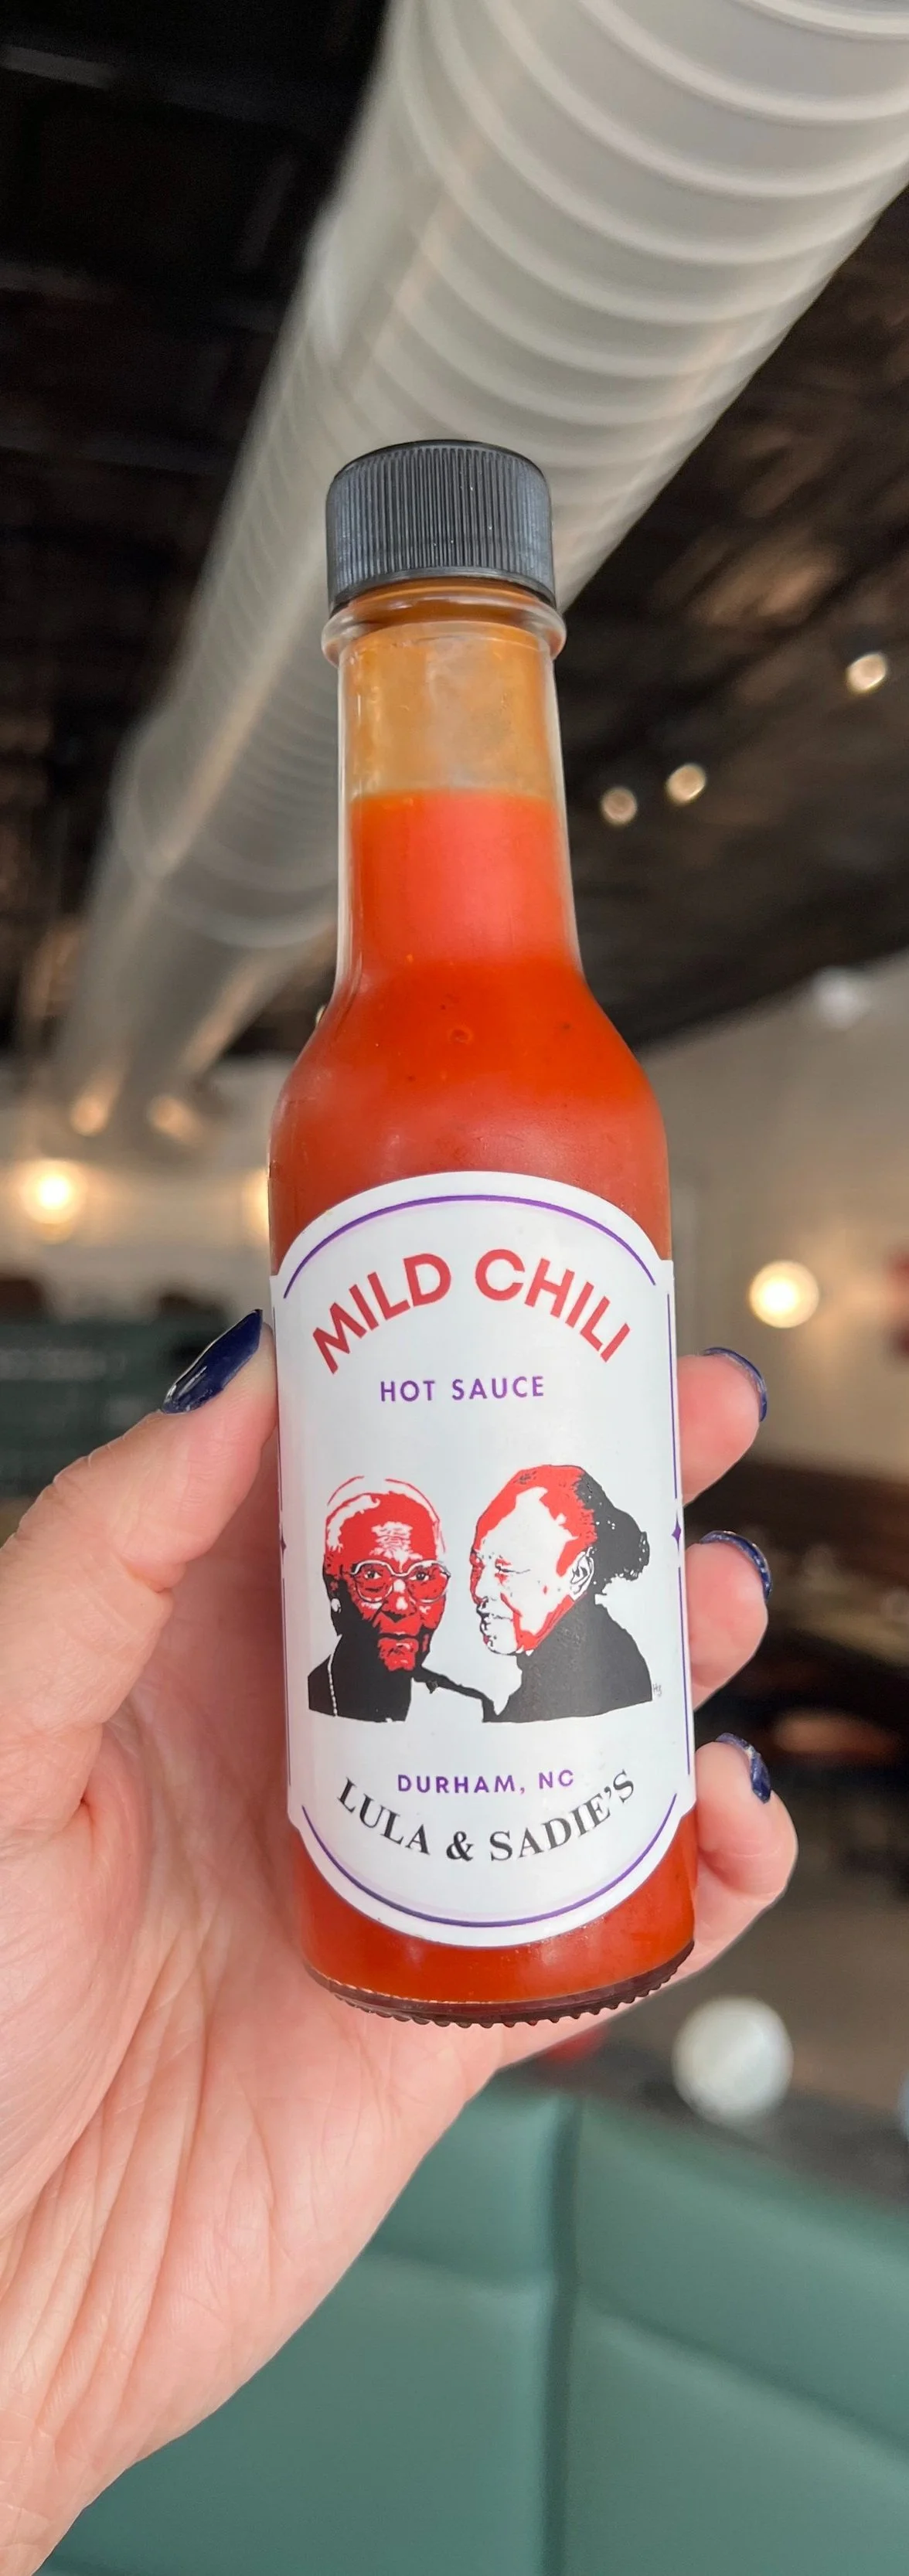 MILD CHILI
HOT SAUCE
DURHAM, NC
LULA & SADIE'S